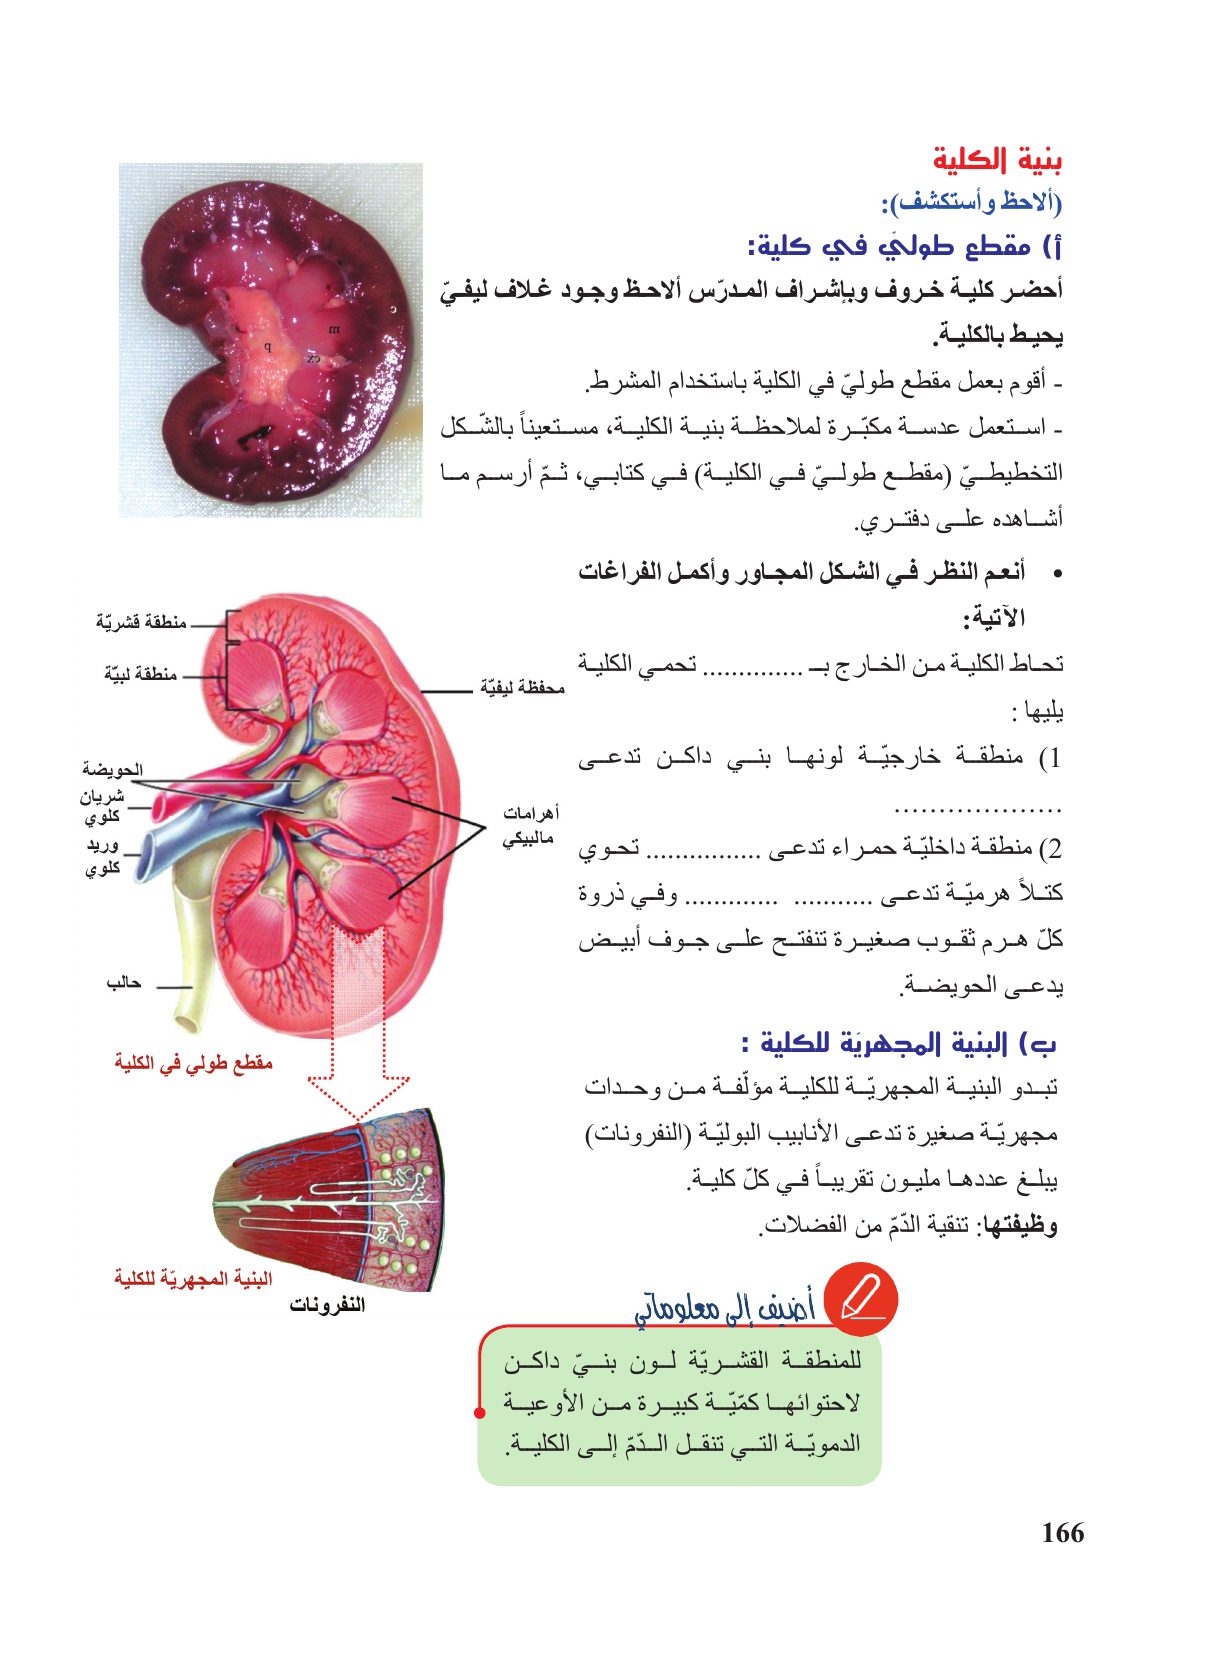 بنية الكلية
(ألاحظ وأستكشف):
أ) مقطع طوليّ في كلية:
أحضر كلية خروف وبإشراف المدرّس ألاحظ وجود غلاف ليفيّ
يحيط بالكلية.
- أقوم بعمل مقطع طوليّ في الكلية باستخدام المشرط.
- استعمل عدسة مكبّرة لملاحظة بنية الكلية، مستعيناً بالشّكل
التخطيطيّ (مقطع طوليّ في الكلية) في كتابي، ثمّ أرسم ما
أشاهده على دفتري.
c
m
p
cx
• أنعم النظر في الشكل المجاور وأكمل الفراغات
الآتية:
تحاط الكلية من الخارج بـ .............. تحمي الكلية
يليها :
1) منطقة خارجيّة لونها بني داكن تدعى
...................
2) منطقة داخليّة حمراء تدعى ................ تحوي
كتلاً هرميّة تدعى ........... ............. وفي ذروة
كلّ هرم ثقوب صغيرة تنفتح على جوف أبيض
يدعى الحويضة.
منطقة قشريّة
منطقة لبيّة
محفظة ليفيّة
الحويضة
شريان
كلوي
وريد
كلوي
أهرامات
مالبيكي
حالب
مقطع طولي في الكلية
ب) البنية المجهريّة للكلية :
تبدو البنية المجهريّة للكلية مؤلّفة من وحدات
مجهريّة صغيرة تدعى الأنابيب البوليّة (النفرونات)
يبلغ عددها مليون تقريباً في كلّ كلية.
وظيفتها: تنقية الدّمّ من الفضلات.
البنية المجهريّة للكلية
النفرونات
أضيف إلى معلوماتي
للمنطقة القشريّة لون بنيّ داكن
لاحتوائها كمّيّة كبيرة من الأوعية
الدمويّة التي تنقل الدّمّ إلى الكلية.
166